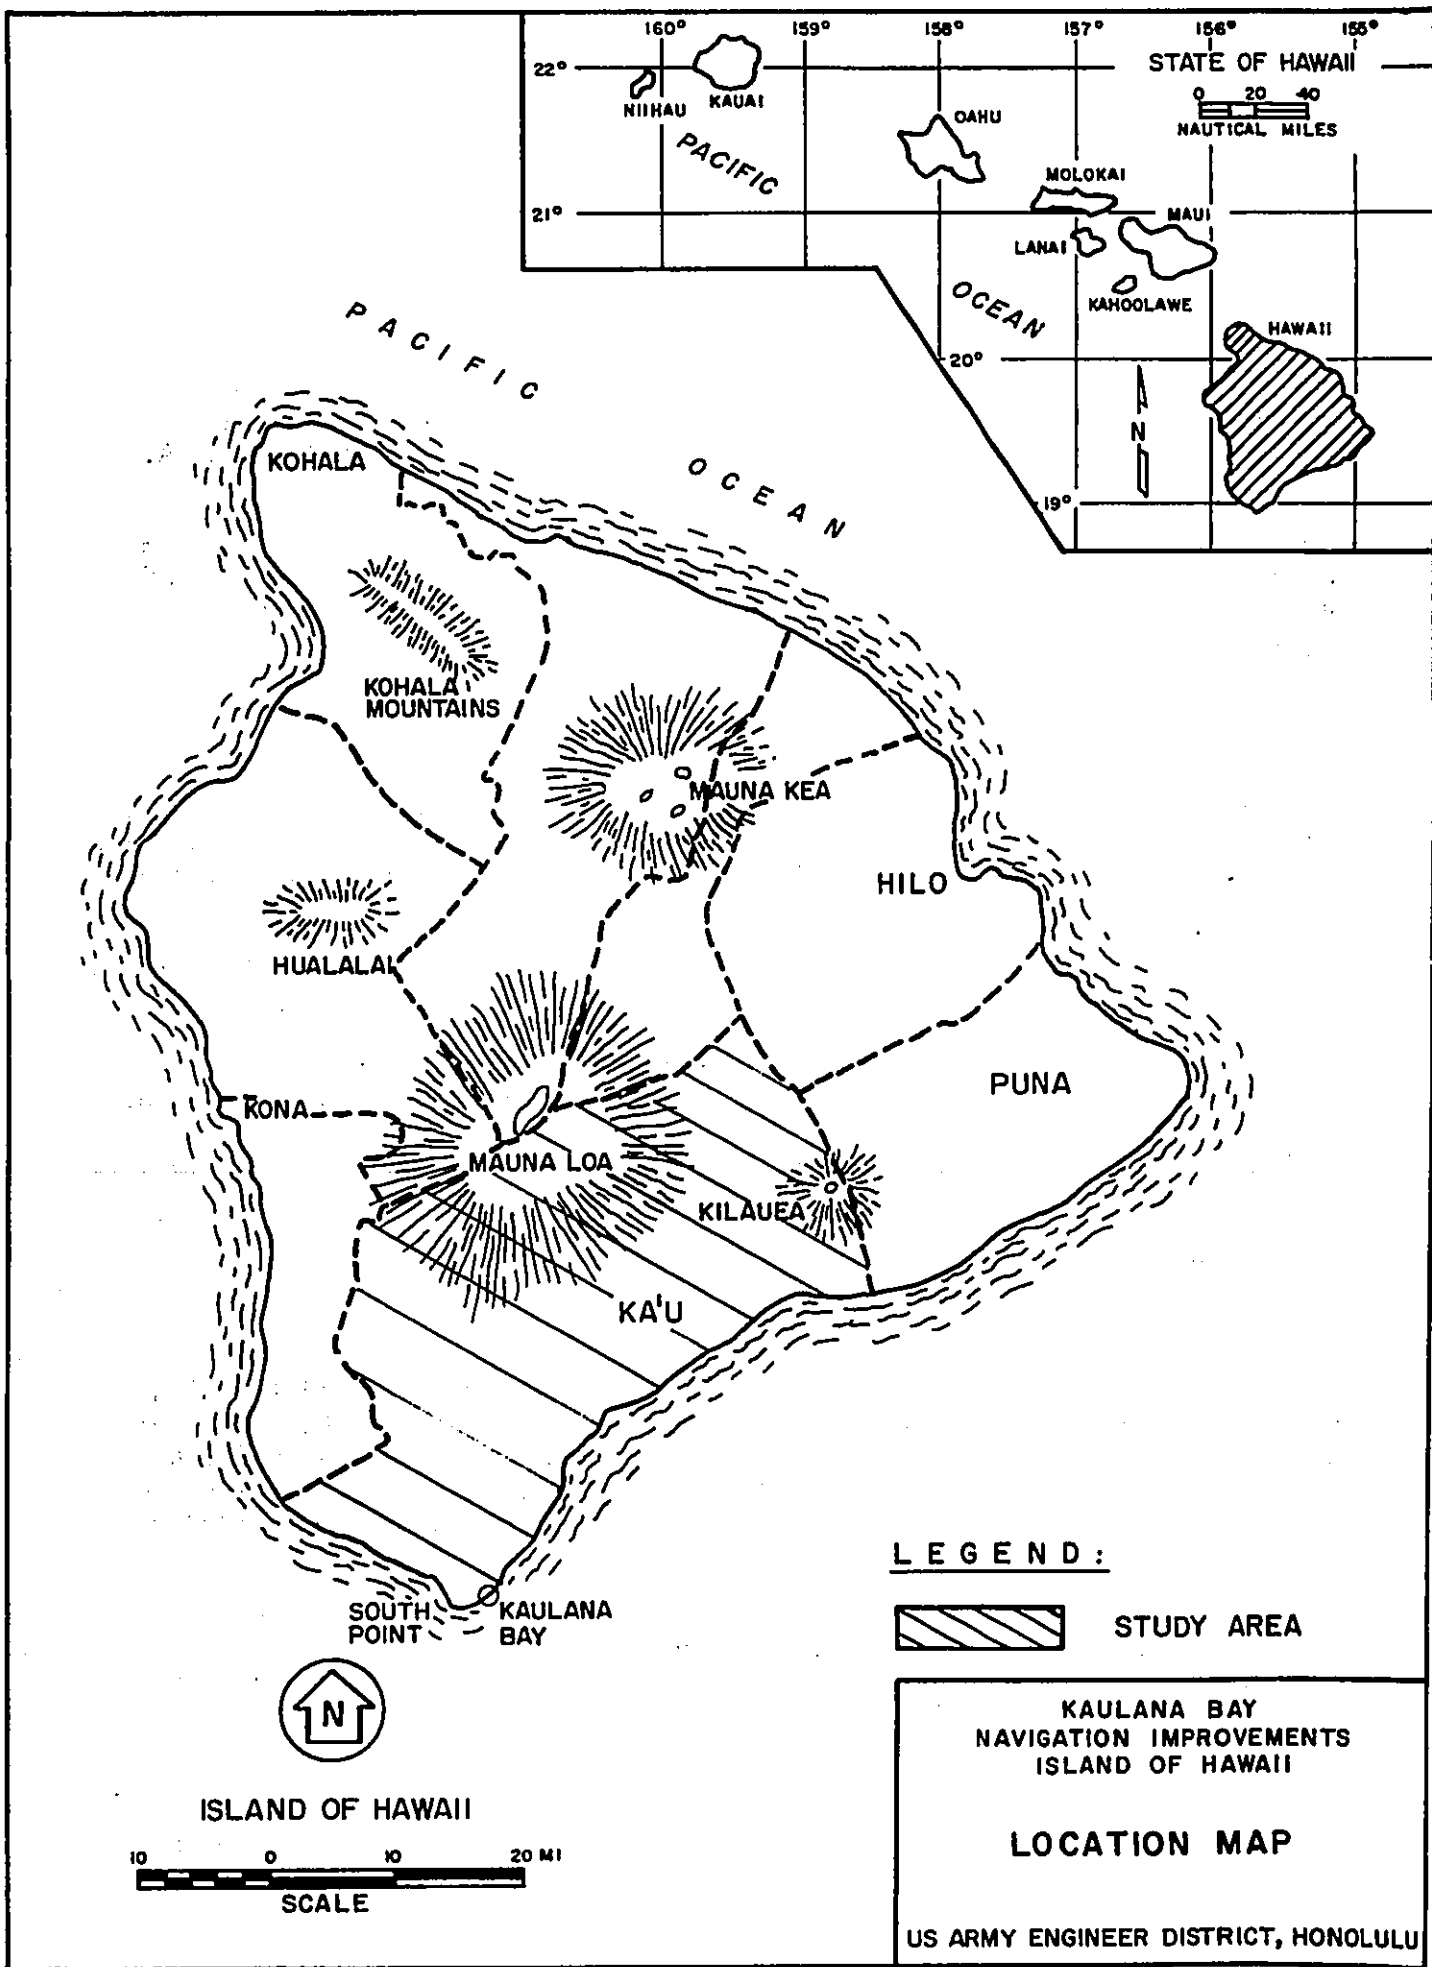 160° 159° 158° 157° 156° 155°
STATE OF HAWAII
22°
0 20 40
NAUTICAL MILES
NIIHAU
KAUAI
OAHU
PACIFIC
MOLOKAI
21°
MAUI
LANAI
KAHOOLAWE
OCEAN
HAWAII
20°
N
19°
PACIFIC
OCEAN
KOHALA
KOHALA
MOUNTAINS
MAUNA KEA
HILO
HUALALAI
KONA
PUNA
MAUNA LOA
KILAUEA
KA'U
SOUTH
POINT
KAULANA
BAY
N
ISLAND OF HAWAII
10 0 10 20 MI
SCALE
LEGEND:
STUDY AREA
KAULANA BAY
NAVIGATION IMPROVEMENTS
ISLAND OF HAWAII
LOCATION MAP
US ARMY ENGINEER DISTRICT, HONOLULU